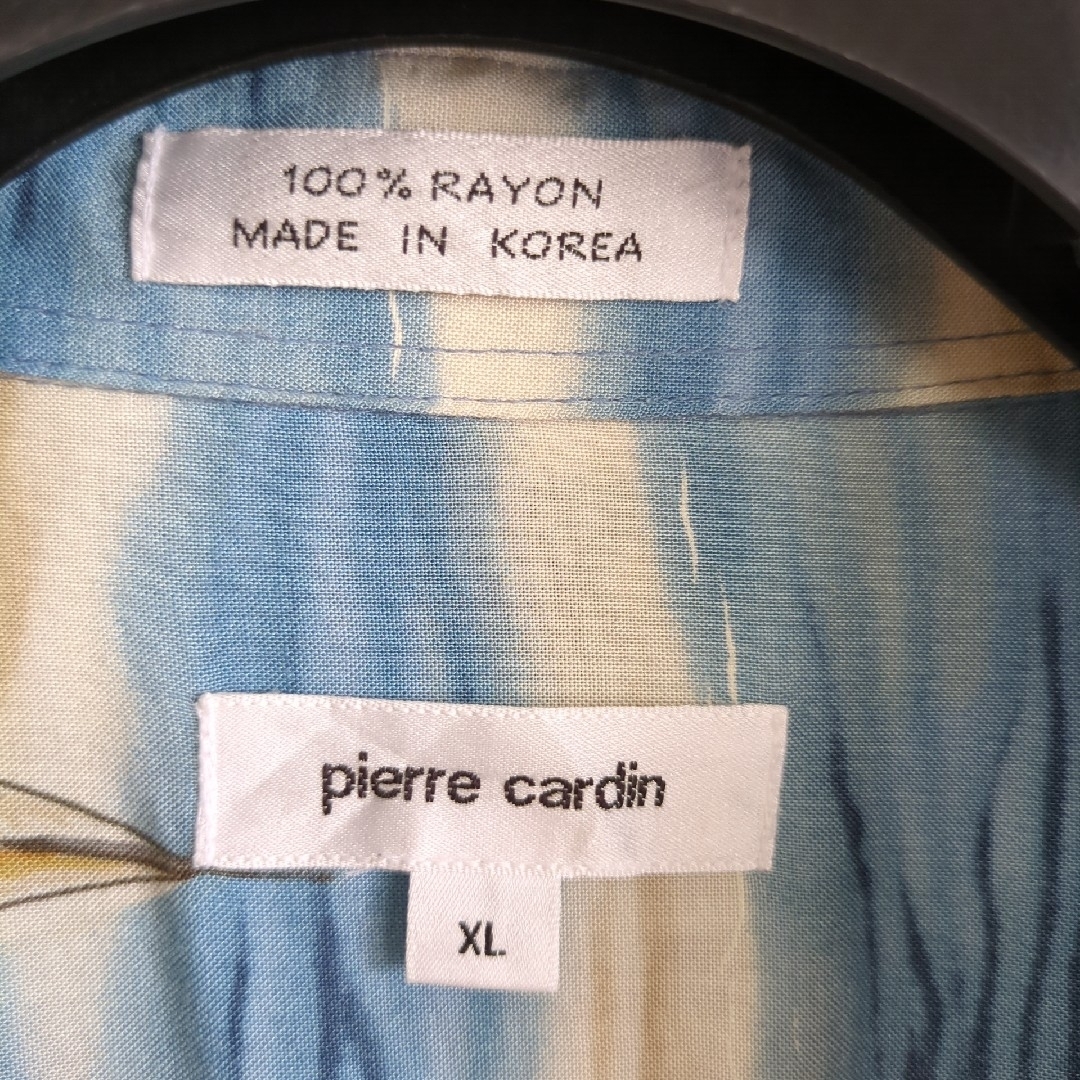 100% RAYON
MADE IN KOREA
pierre cardin
XL